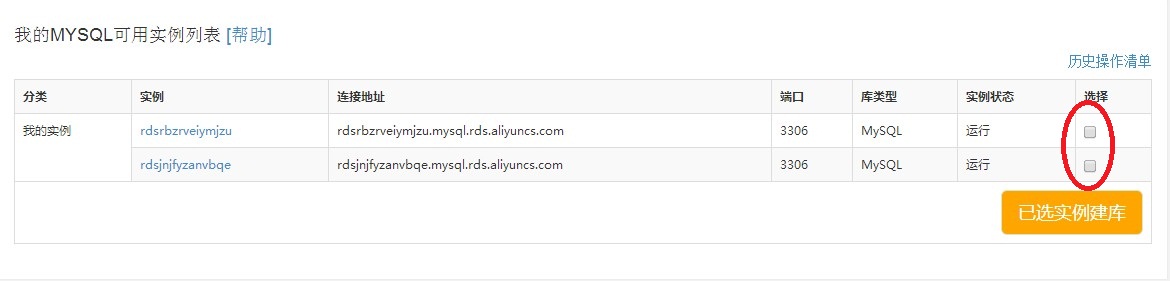 我的MYSQL可用实例列表 [帮助]
历史操作清单
分类 实例 连接地址 端口 库类型 实例状态 选择
我的实例 rdsrbzrveiymjzu rdsrbzrveiymjzu.mysql.rds.aliyuncs.com 3306 MySQL 运行
rdsjnjfyzanvbqe rdsjnjfyzanvbqe.mysql.rds.aliyuncs.com 3306 MySQL 运行
已选实例建库